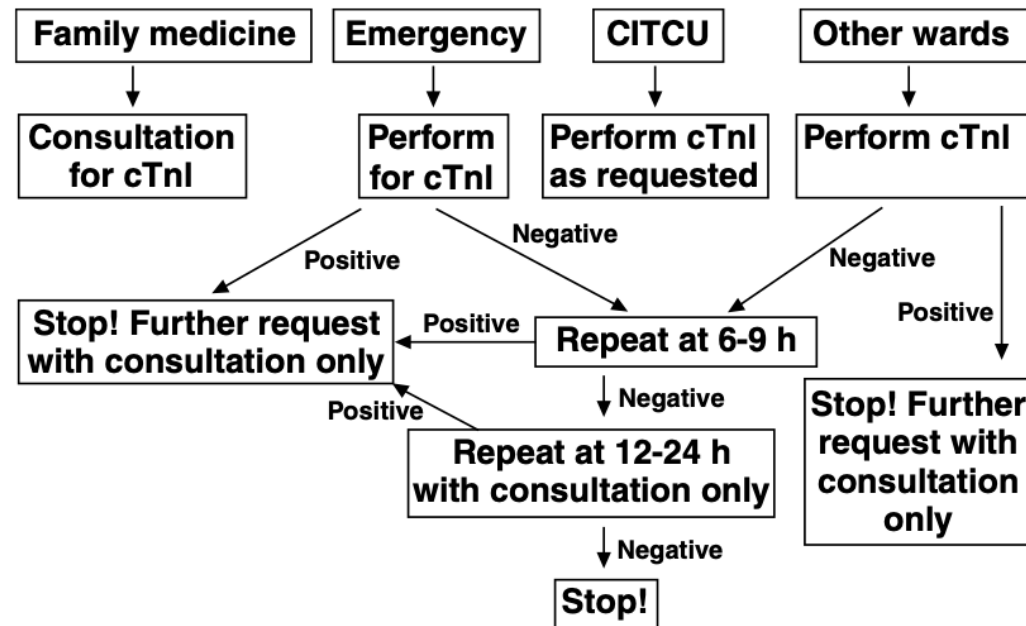 Family medicine
Emergency
CITCU
Other wards
Consultation
for cTnI
Perform
for cTnI
Perform cTnI
as requested
Perform cTnI
Positive
Negative
Negative
Positive
Stop! Further request
with consultation only
Positive
Repeat at 6-9 h
Negative
Positive
Stop! Further
request with
consultation
only
Repeat at 12-24 h
with consultation only
Negative
Stop!